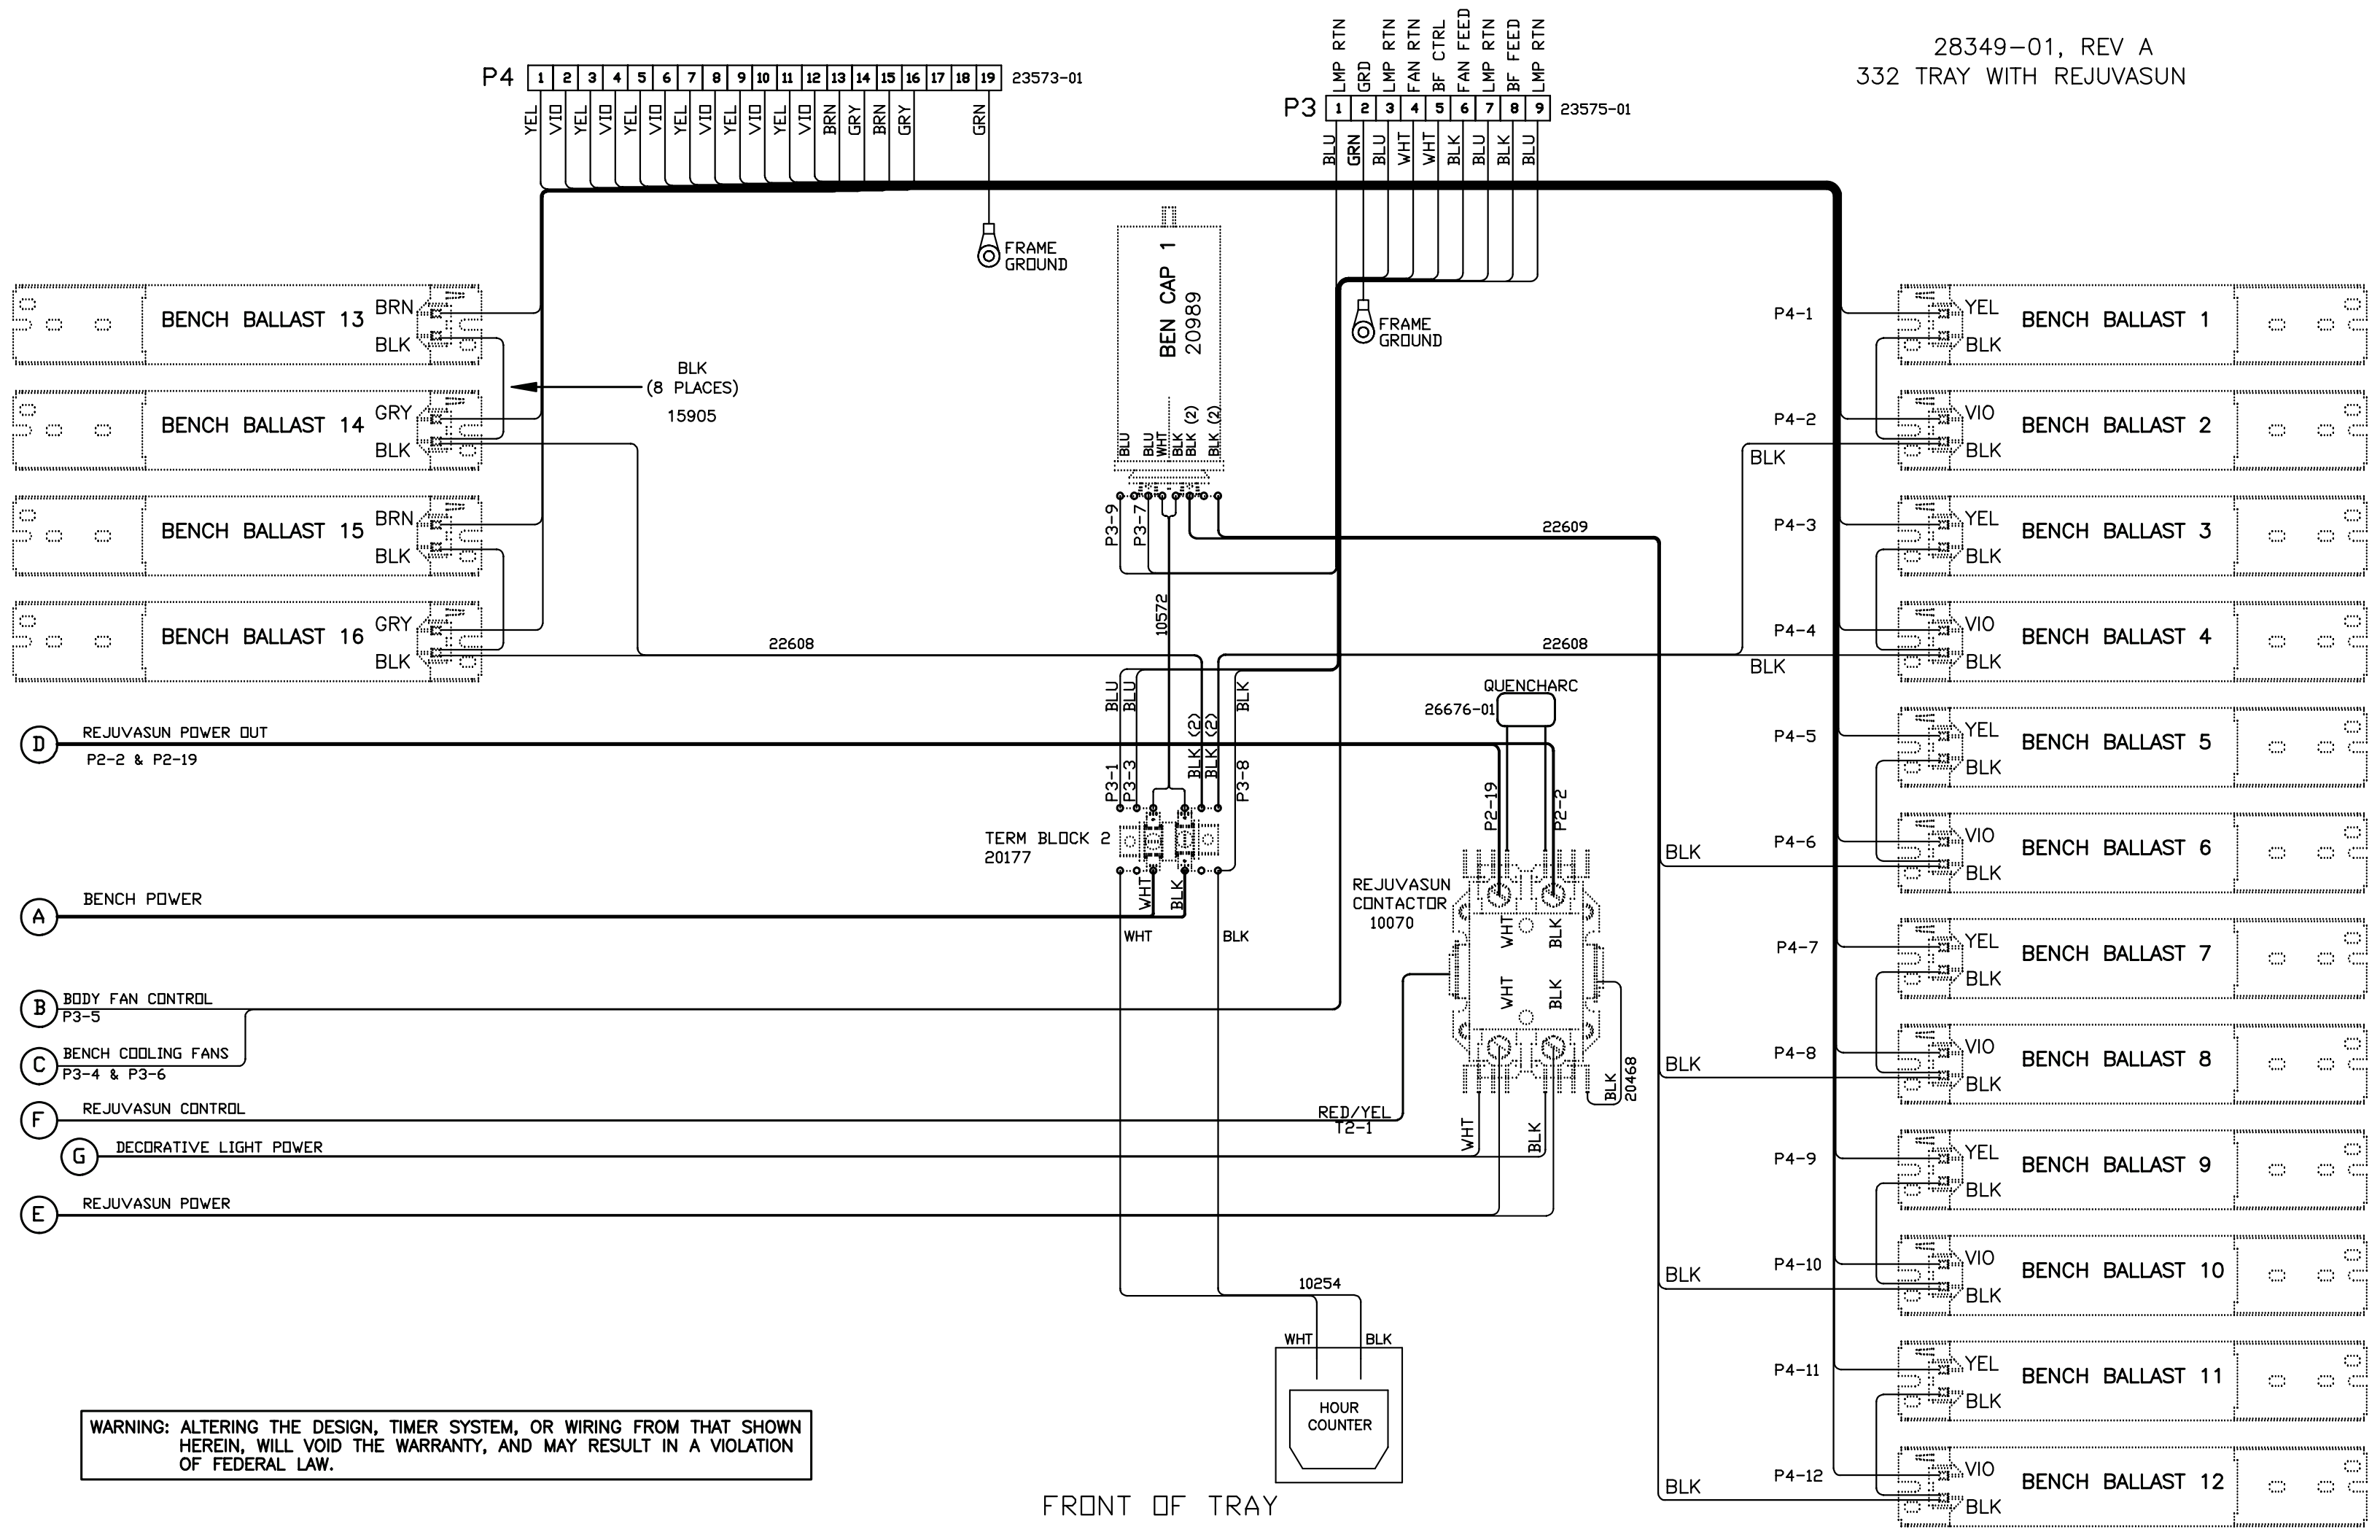 28349-01, REV A
332 TRAY WITH REJUVASUN
P4 1 2 3 4 5 6 7 8 9 10 11 12 13 14 15 16 17 18 19 23573-01
YEL VIO YEL VIO YEL VIO YEL VIO YEL VIO YEL VIO BRN GRY BRN GRY GRN
LMP RTN GRD LMP RTN FAN RTN BF CTRL FAN FEED LMP RTN BF FEED LMP RTN
P3 1 2 3 4 5 6 7 8 9 23575-01
BLU GRN BLU WHT WHT BLK BLU BLK BLU
FRAME
GROUND
FRAME
GROUND
BEN CAP 1
20989
BLU BLU WHT BLK BLK (2) BLK (2)
P3-9 P3-7
10572
BRN
BENCH BALLAST 13
BLK
GRY
BENCH BALLAST 14
BLK
BRN
BENCH BALLAST 15
BLK
GRY
BENCH BALLAST 16
BLK
BLK
(8 PLACES)
15905
22608
22609
22608
P4-1 YEL
BENCH BALLAST 1
BLK
P4-2 VIO
BENCH BALLAST 2
BLK BLK
P4-3 YEL
BENCH BALLAST 3
BLK
P4-4 VIO
BENCH BALLAST 4
BLK BLK
P4-5 YEL
BENCH BALLAST 5
BLK
P4-6 VIO
BENCH BALLAST 6
BLK BLK
P4-7 YEL
BENCH BALLAST 7
BLK
P4-8 VIO
BENCH BALLAST 8
BLK BLK
P4-9 YEL
BENCH BALLAST 9
BLK
P4-10 VIO
BENCH BALLAST 10
BLK BLK
P4-11 YEL
BENCH BALLAST 11
BLK
P4-12 VIO
BENCH BALLAST 12
BLK BLK
BLU BLU BLK (2) BLK (2) BLK
P3-1 P3-3 P3-8
TERM BLOCK 2
20177
WHT BLK
WHT BLK
QUENCHARC
26676-01
P2-19 P2-2
REJUVASUN
CONTACTOR
10070
WHT BLK
WHT BLK
BLK
20468
D REJUVASUN POWER OUT
P2-2 & P2-19
A BENCH POWER
B BODY FAN CONTROL
P3-5
C BENCH COOLING FANS
P3-4 & P3-6
F REJUVASUN CONTROL
RED/YEL
T2-1
WHT BLK
G DECORATIVE LIGHT POWER
E REJUVASUN POWER
10254
WHT BLK
HOUR
COUNTER
WARNING: ALTERING THE DESIGN, TIMER SYSTEM, OR WIRING FROM THAT SHOWN
HEREIN, WILL VOID THE WARRANTY, AND MAY RESULT IN A VIOLATION
OF FEDERAL LAW.
FRONT OF TRAY